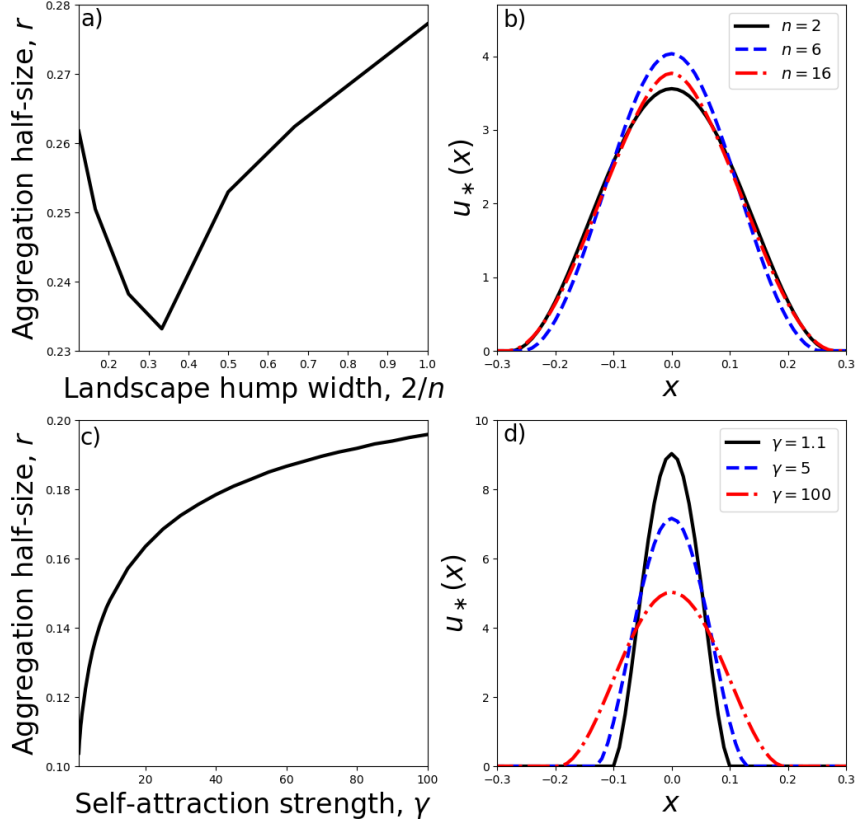 a)
0.28
0.27
0.26
0.25
0.24
0.23
0.2 0.3 0.4 0.5 0.6 0.7 0.8 0.9 1.0
Aggregation half-size, r
Landscape hump width, 2/n
b)
n = 2
n = 6
n = 16
4
3
2
1
0
−0.3 −0.2 −0.1 0.0 0.1 0.2 0.3
u∗(x)
x
c)
0.20
0.18
0.16
0.14
0.12
0.10
20 40 60 80 100
Aggregation half-size, r
Self-attraction strength, γ
d)
γ = 1.1
γ = 5
γ = 100
10
8
6
4
2
0
−0.3 −0.2 −0.1 0.0 0.1 0.2 0.3
u∗(x)
x